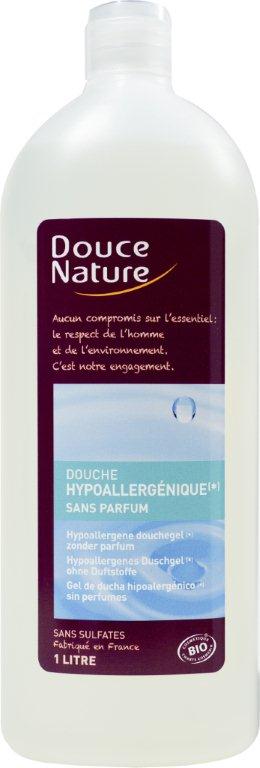 Douce
Nature
Aucun compromis sur l'essentiel:
le respect de l'homme
et de l'environnement.
C'est notre engagement.
DOUCHE
HYPOALLERGÉNIQUE(*)
SANS PARFUM
Hypoallergene douchegel (*)
zonder parfum
Hypoallergenes Duschgel (*)
ohne Duftstoffe
Gel de ducha hipoalergénico (*)
sin perfumes
SANS SULFATES
Fabriqué en France
1 LITRE
COSMETIQUE
BIO